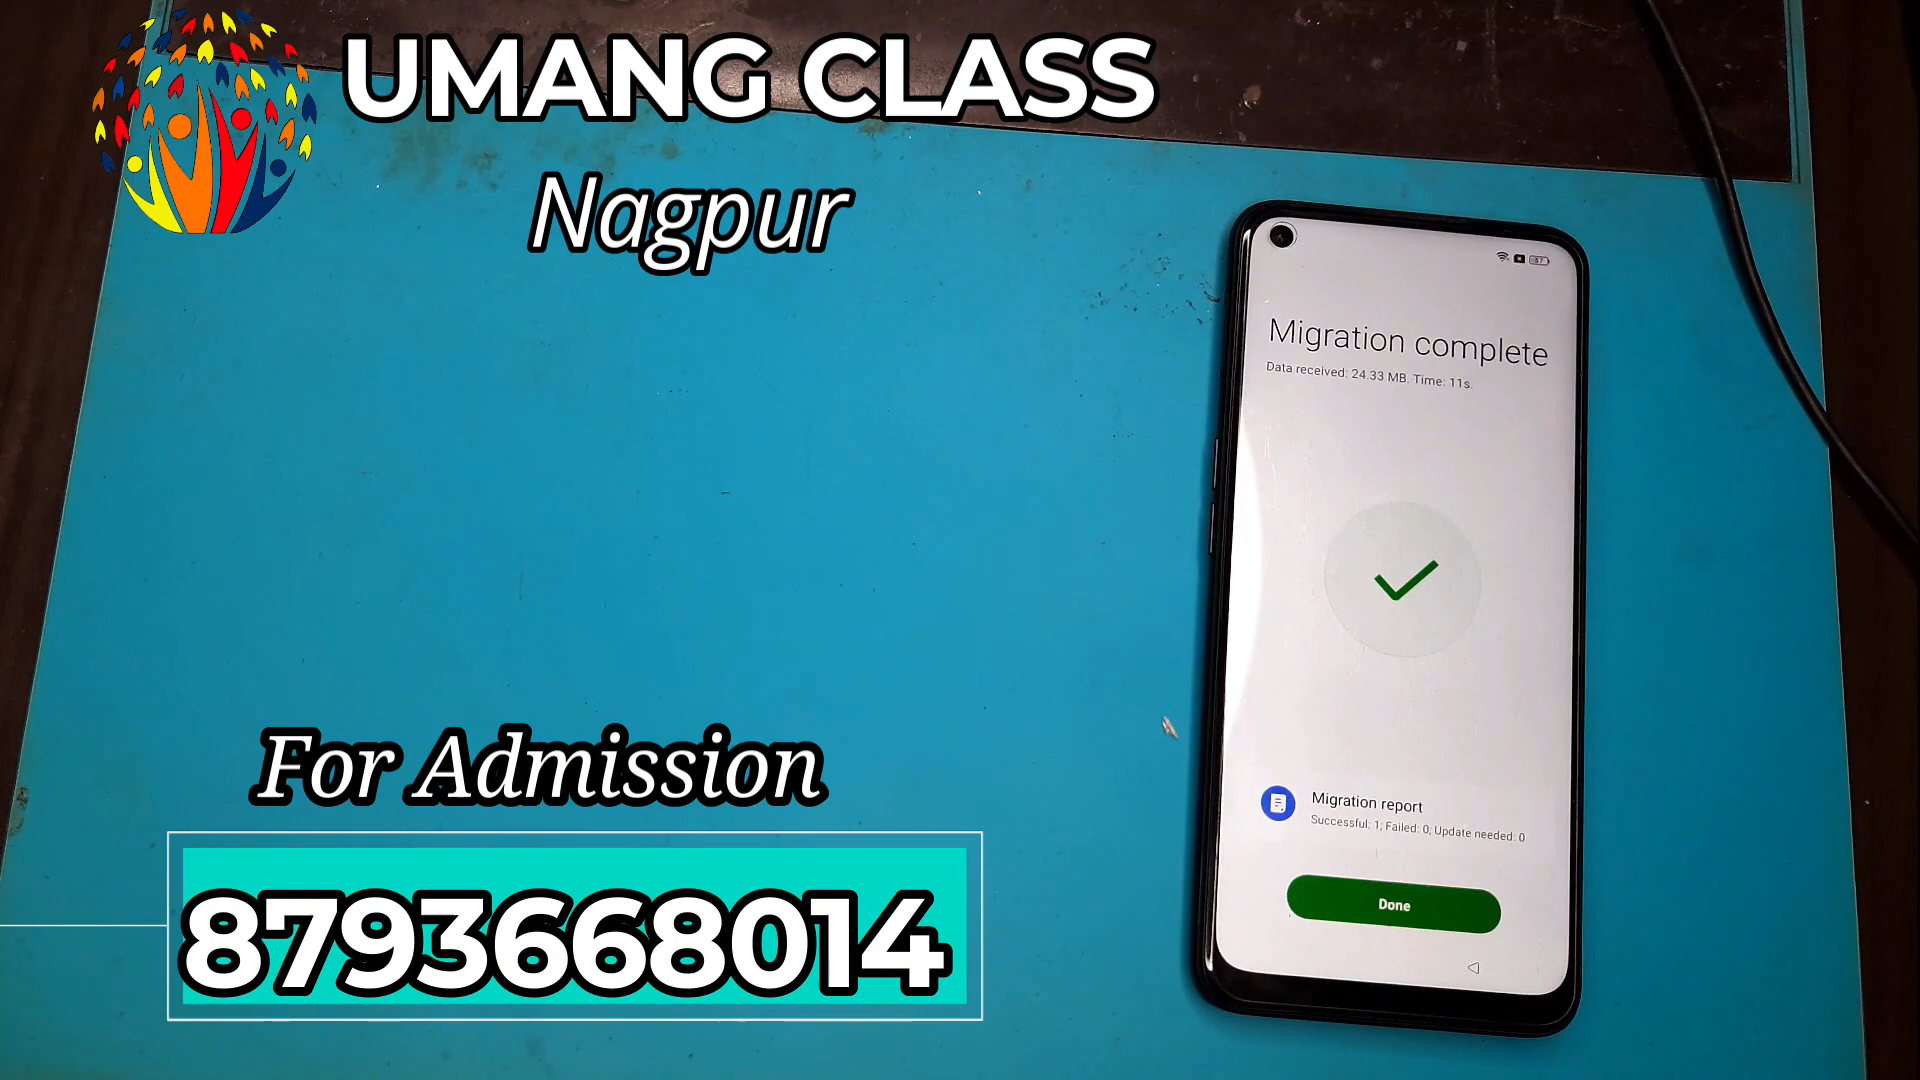 UMANG CLASS
Nagpur
Migration complete
Data received: 24.33 MB. Time: 11s.
For Admission
8793668014
Migration report
Successful: 1; Failed: 0; Update needed: 0
Done